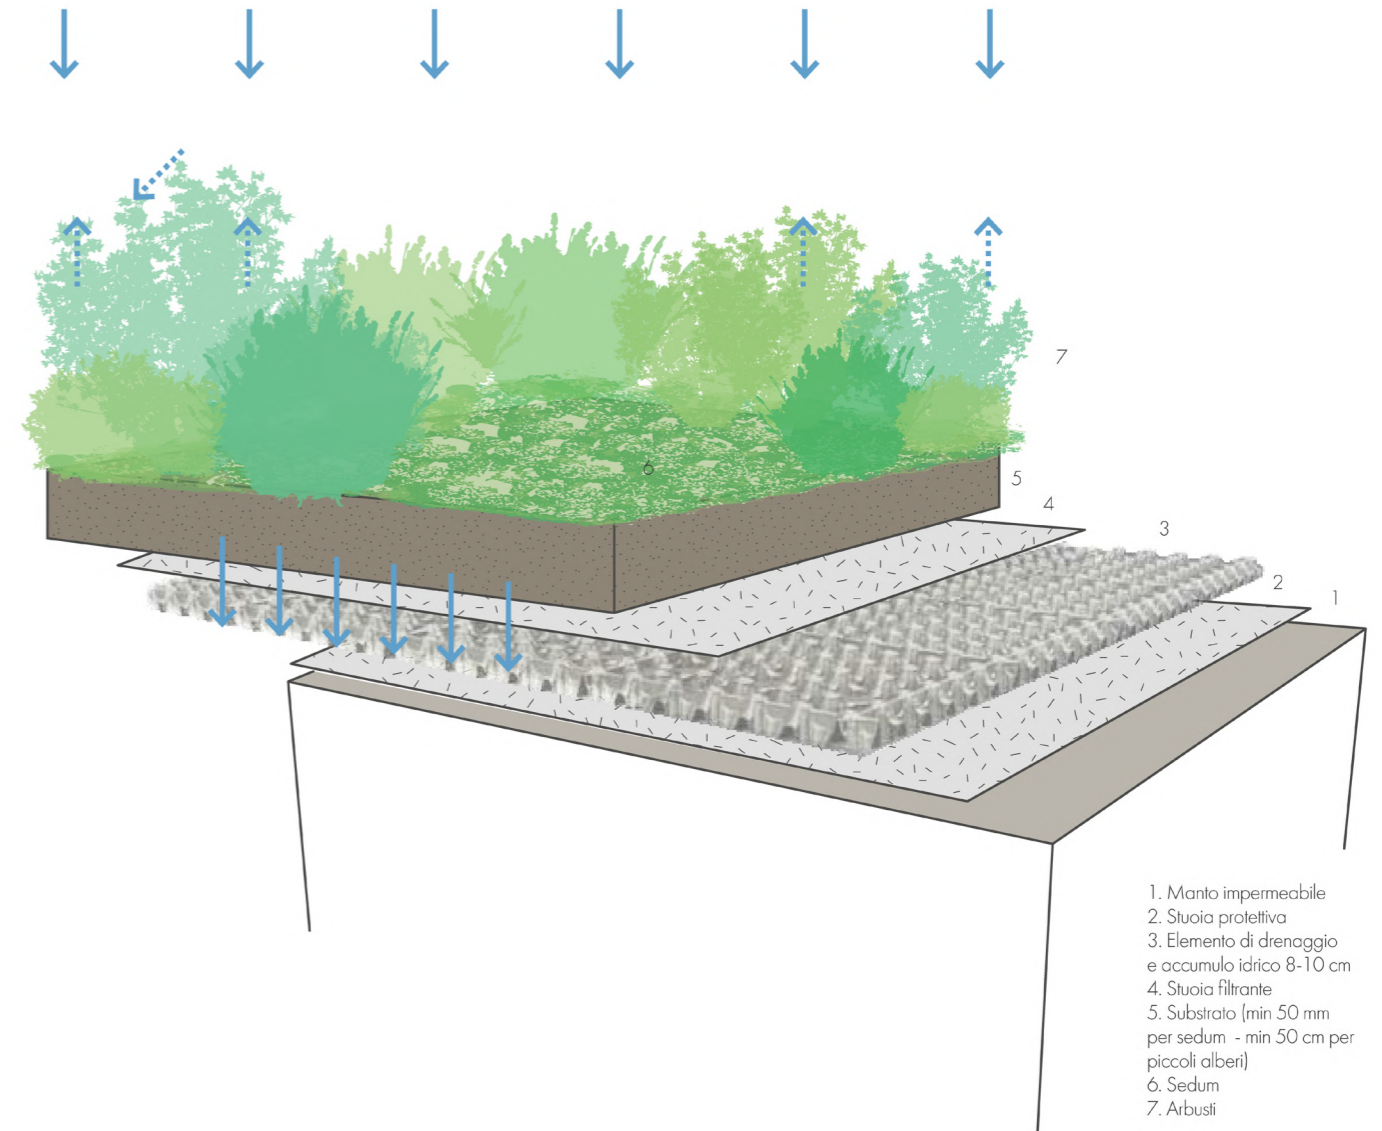 7
6
5
4
3
2
1
1. Manto impermeabile
2. Stuoia protettiva
3. Elemento di drenaggio
e accumulo idrico 8-10 cm
4. Stuoia filtrante
5. Substrato (min 50 mm
per sedum - min 50 cm per
piccoli alberi)
6. Sedum
7. Arbusti